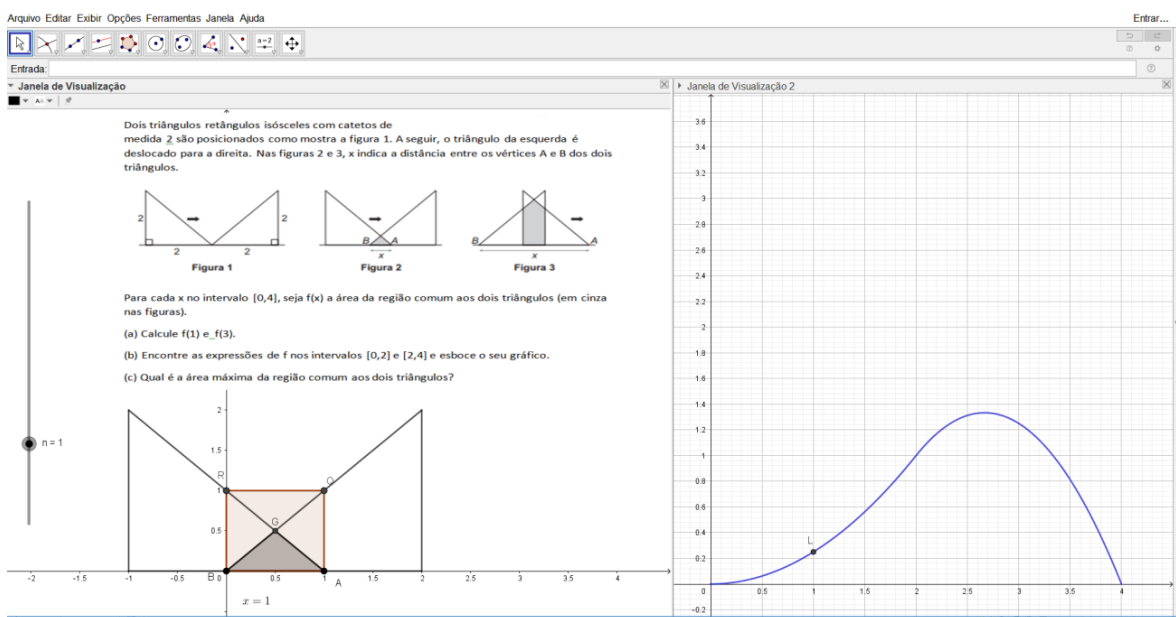 Arquivo Editar Exibir Opções Ferramentas Janela Ajuda
Entrar...
a=2
Entrada:
Janela de Visualização
Janela de Visualização 2
Dois triângulos retângulos isósceles com catetos de
medida 2 são posicionados como mostra a figura 1. A seguir, o triângulo da esquerda é
deslocado para a direita. Nas figuras 2 e 3, x indica a distância entre os vértices A e B dos dois
triângulos.
2 2 2 2
B A x
B A x
Figura 1
Figura 2
Figura 3
Para cada x no intervalo [0,4], seja f(x) a área da região comum aos dois triângulos (em cinza
nas figuras).
(a) Calcule f(1) e f(3).
(b) Encontre as expressões de f nos intervalos [0,2] e [2,4] e esboce o seu gráfico.
(c) Qual é a área máxima da região comum aos dois triângulos?
n = 1
2
1.5
1
0.5
R
Q
G
B
A
-2 -1.5 -1 -0.5 0 0.5 1 1.5 2 2.5 3 3.5 4
x = 1
3.6
3.4
3.2
3
2.8
2.6
2.4
2.2
2
1.8
1.6
1.4
1.2
1
0.8
0.6
0.4
0.2
L
0 0.5 1 1.5 2 2.5 3 3.5 4
-0.2